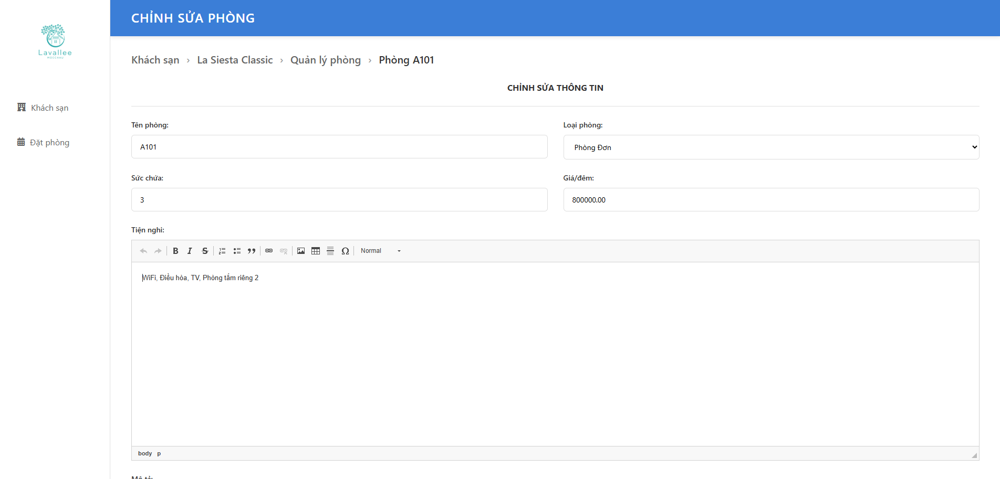 CHỈNH SỬA PHÒNG
Lavallee
MOCCHAU
Khách sạn › La Siesta Classic › Quản lý phòng › Phòng A101
CHỈNH SỬA THÔNG TIN
Khách sạn
Đặt phòng
Tên phòng:
A101
Loại phòng:
Phòng Đơn
Sức chứa:
3
Giá/đêm:
800000.00
Tiện nghi:
B I S Ω Normal
WiFi, Điều hòa, TV, Phòng tắm riêng 2
body p
Mô tả: